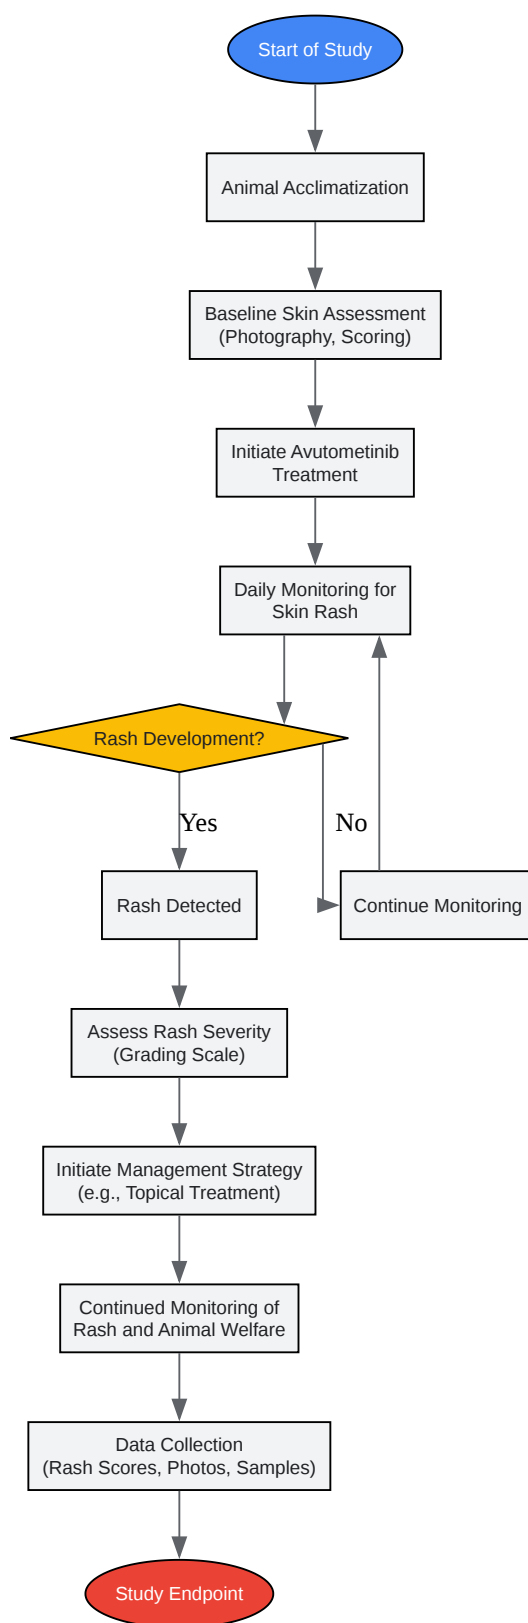 Start of Study
Animal Acclimatization
Baseline Skin Assessment
(Photography, Scoring)
Initiate Avutometinib
Treatment
Daily Monitoring for
Skin Rash
Rash Development?
Yes
No
Rash Detected
Continue Monitoring
Assess Rash Severity
(Grading Scale)
Initiate Management Strategy
(e.g., Topical Treatment)
Continued Monitoring of
Rash and Animal Welfare
Data Collection
(Rash Scores, Photos, Samples)
Study Endpoint